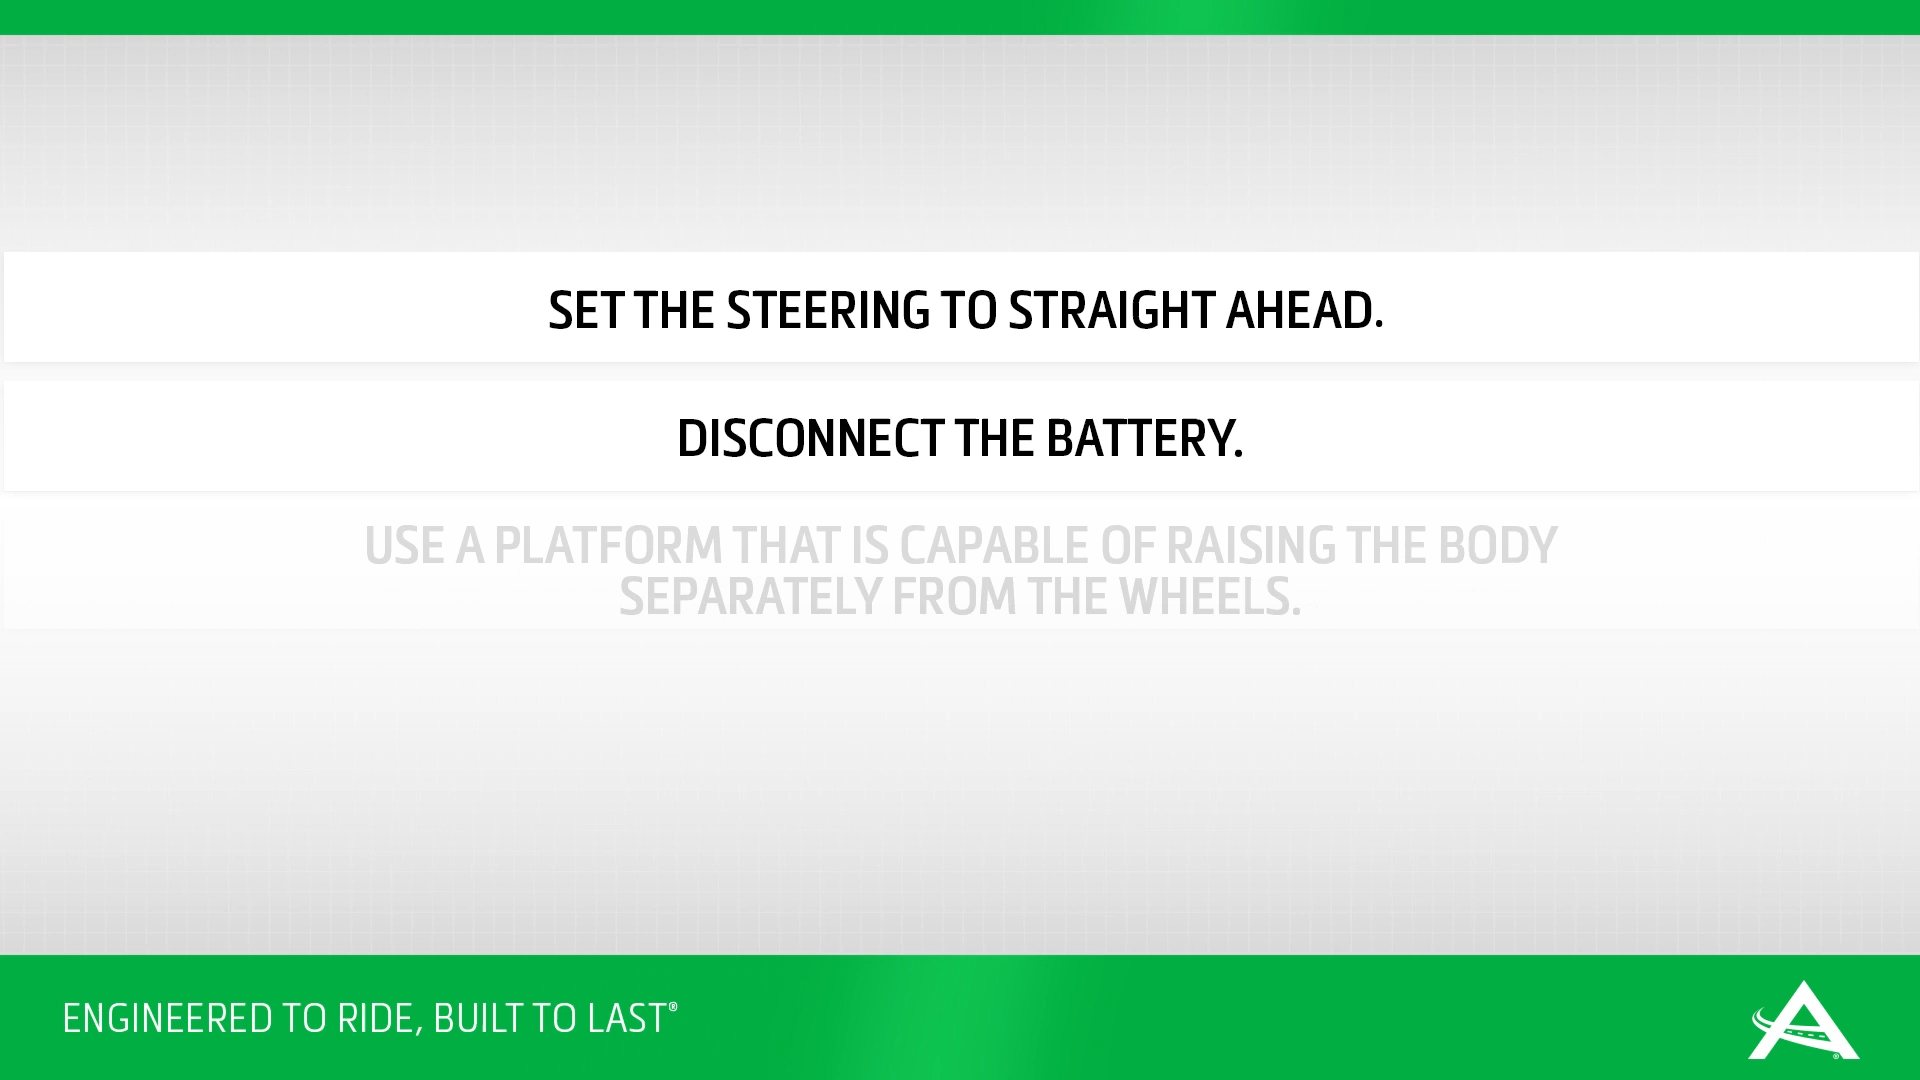 SET THE STEERING TO STRAIGHT AHEAD.
DISCONNECT THE BATTERY.
USE A PLATFORM THAT IS CAPABLE OF RAISING THE BODY
SEPARATELY FROM THE WHEELS.
ENGINEERED TO RIDE, BUILT TO LAST®